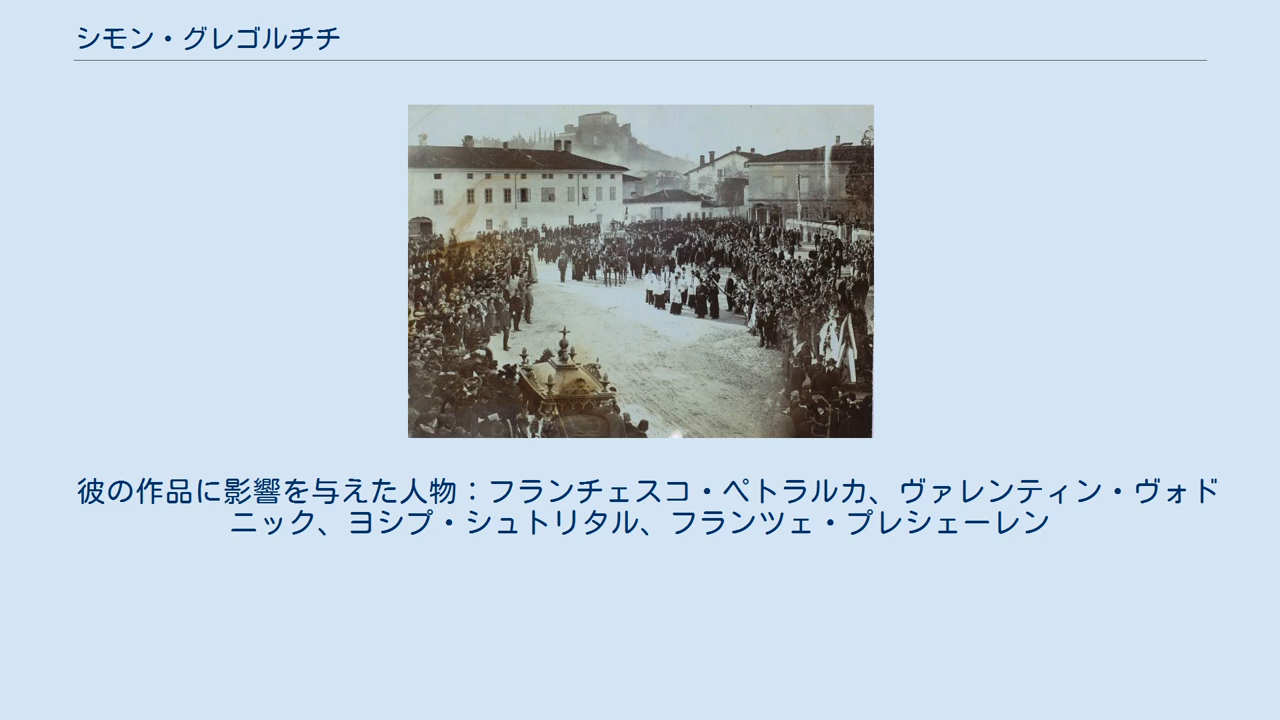 シモン・グレゴルチチ
彼の作品に影響を与えた人物：フランチェスコ・ペトラルカ、ヴァレンティン・ヴォド
ニック、ヨシプ・シュトリタル、フランツェ・プレシェーレン